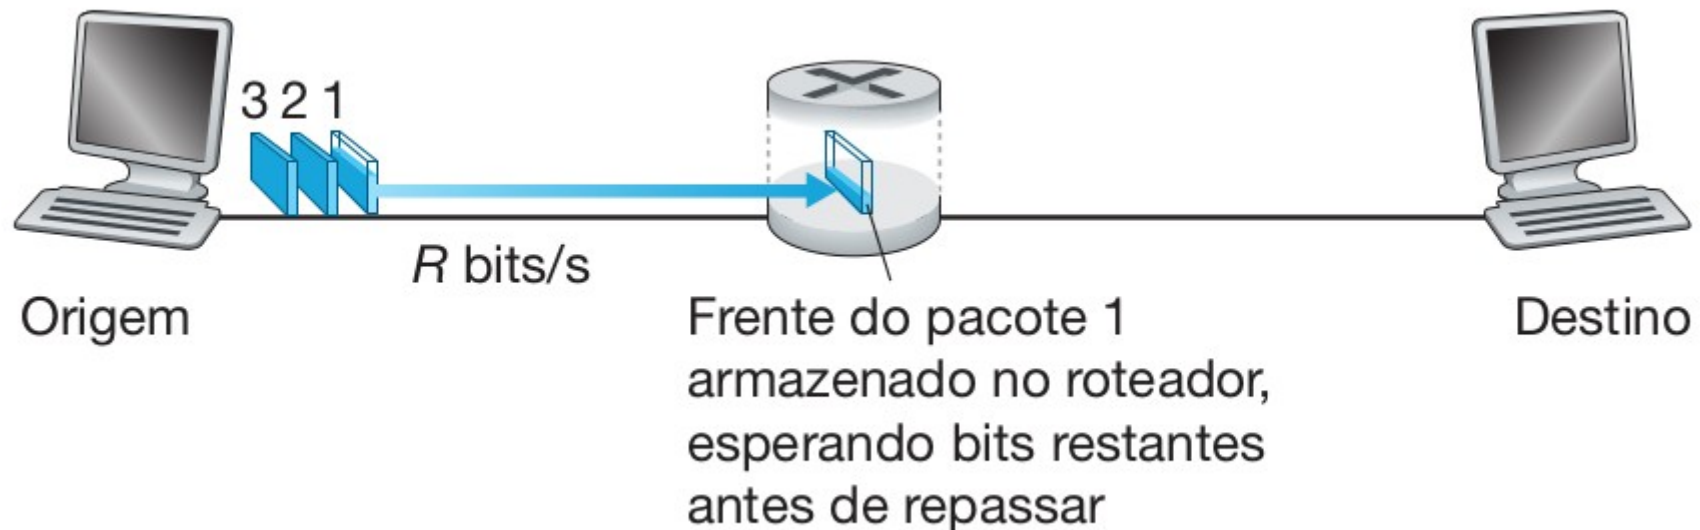 3 2 1
R bits/s
Origem
Frente do pacote 1
armazenado no roteador,
esperando bits restantes
antes de repassar
Destino